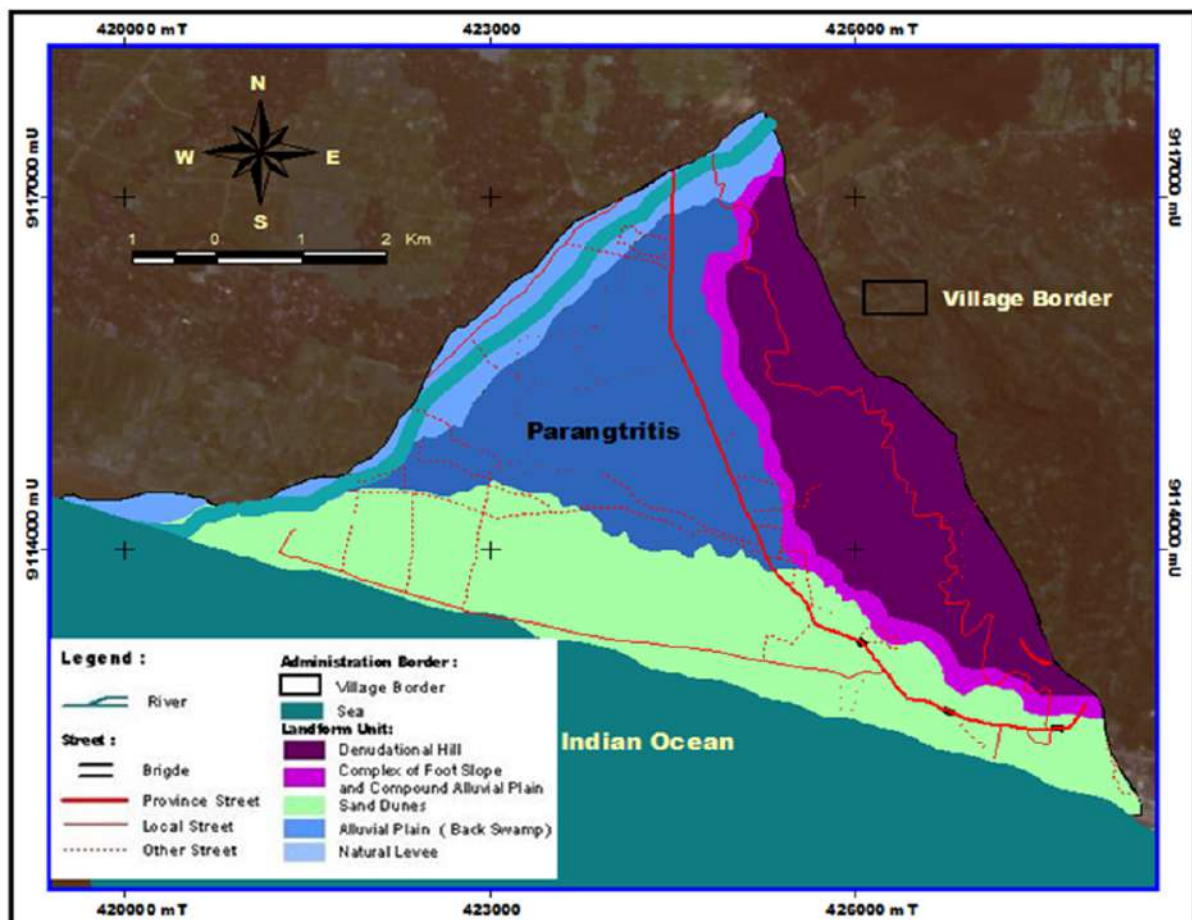 420000 mT 423000 426000 mT
N
W E
S
1 0 1 2 Km
9117000 mU
9117000 mU
Village Border
Parangtritis
9114000 mU
9114000 mU
Indian Ocean
Legend :
River
Street :
Brigde
Province Street
Local Street
Other Street
Administration Border :
Village Border
Sea
Landform Unit:
Denudational Hill
Complex of Foot Slope
and Compound Alluvial Plain
Sand Dunes
Alluvial Plain ( Back Swamp)
Natural Levee
420000 mT 423000 426000 mT